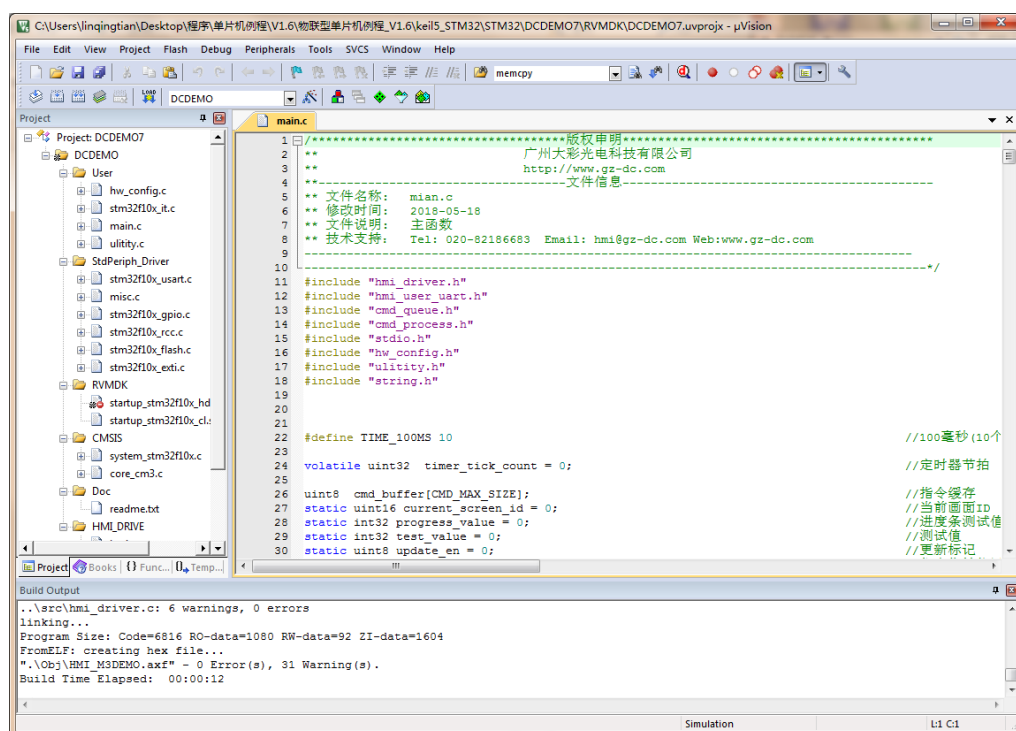 C:\Users\linqingtian\Desktop\程序\单片机例程\V1.6\物联型单片机例程_V1.6\keil5_STM32\STM32\DCDEMO7\RVMDK\DCDEMO7.uvprojx - µVision
File Edit View Project Flash Debug Peripherals Tools SVCS Window Help
memcpy
LOAD DCDEMO
Project
main.c
Project: DCDEMO7
DCDEMO
User
hw_config.c
stm32f10x_it.c
main.c
ulitity.c
StdPeriph_Driver
stm32f10x_usart.c
misc.c
stm32f10x_gpio.c
stm32f10x_rcc.c
stm32f10x_flash.c
stm32f10x_exti.c
RVMDK
startup_stm32f10x_hd
startup_stm32f10x_cl.s
CMSIS
system_stm32f10x.c
core_cm3.c
Doc
readme.txt
HMI_DRIVE
1 /************************************版权申明********************************************
2 ** 广州大彩光电科技有限公司
3 ** http://www.gz-dc.com
4 **-----------------------------------文件信息--------------------------------------------
5 ** 文件名称: mian.c
6 ** 修改时间: 2018-05-18
7 ** 文件说明: 主函数
8 ** 技术支持: Tel: 020-82186683 Email: hmi@gz-dc.com Web:www.gz-dc.com
9 --------------------------------------------------------------------------------------
10 ----------------------------------------------------------------------------------------*/
11 #include "hmi_driver.h"
12 #include "hmi_user_uart.h"
13 #include "cmd_queue.h"
14 #include "cmd_process.h"
15 #include "stdio.h"
16 #include "hw_config.h"
17 #include "ulitity.h"
18 #include "string.h"
19
20
21
22 #define TIME_100MS 10 //100毫秒(10个
23
24 volatile uint32 timer_tick_count = 0; //定时器节拍
25
26 uint8 cmd_buffer[CMD_MAX_SIZE]; //指令缓存
27 static uint16 current_screen_id = 0; //当前画面ID
28 static int32 progress_value = 0; //进度条测试值
29 static int32 test_value = 0; //测试值
30 static uint8 update_en = 0; //更新标记
Project Books {} Func... 0→ Temp...
Build Output
..\src\hmi_driver.c: 6 warnings, 0 errors
linking...
Program Size: Code=6816 RO-data=1080 RW-data=92 ZI-data=1604
FromELF: creating hex file...
".\Obj\HMI_M3DEMO.axf" - 0 Error(s), 31 Warning(s).
Build Time Elapsed: 00:00:12
Simulation L:1 C:1